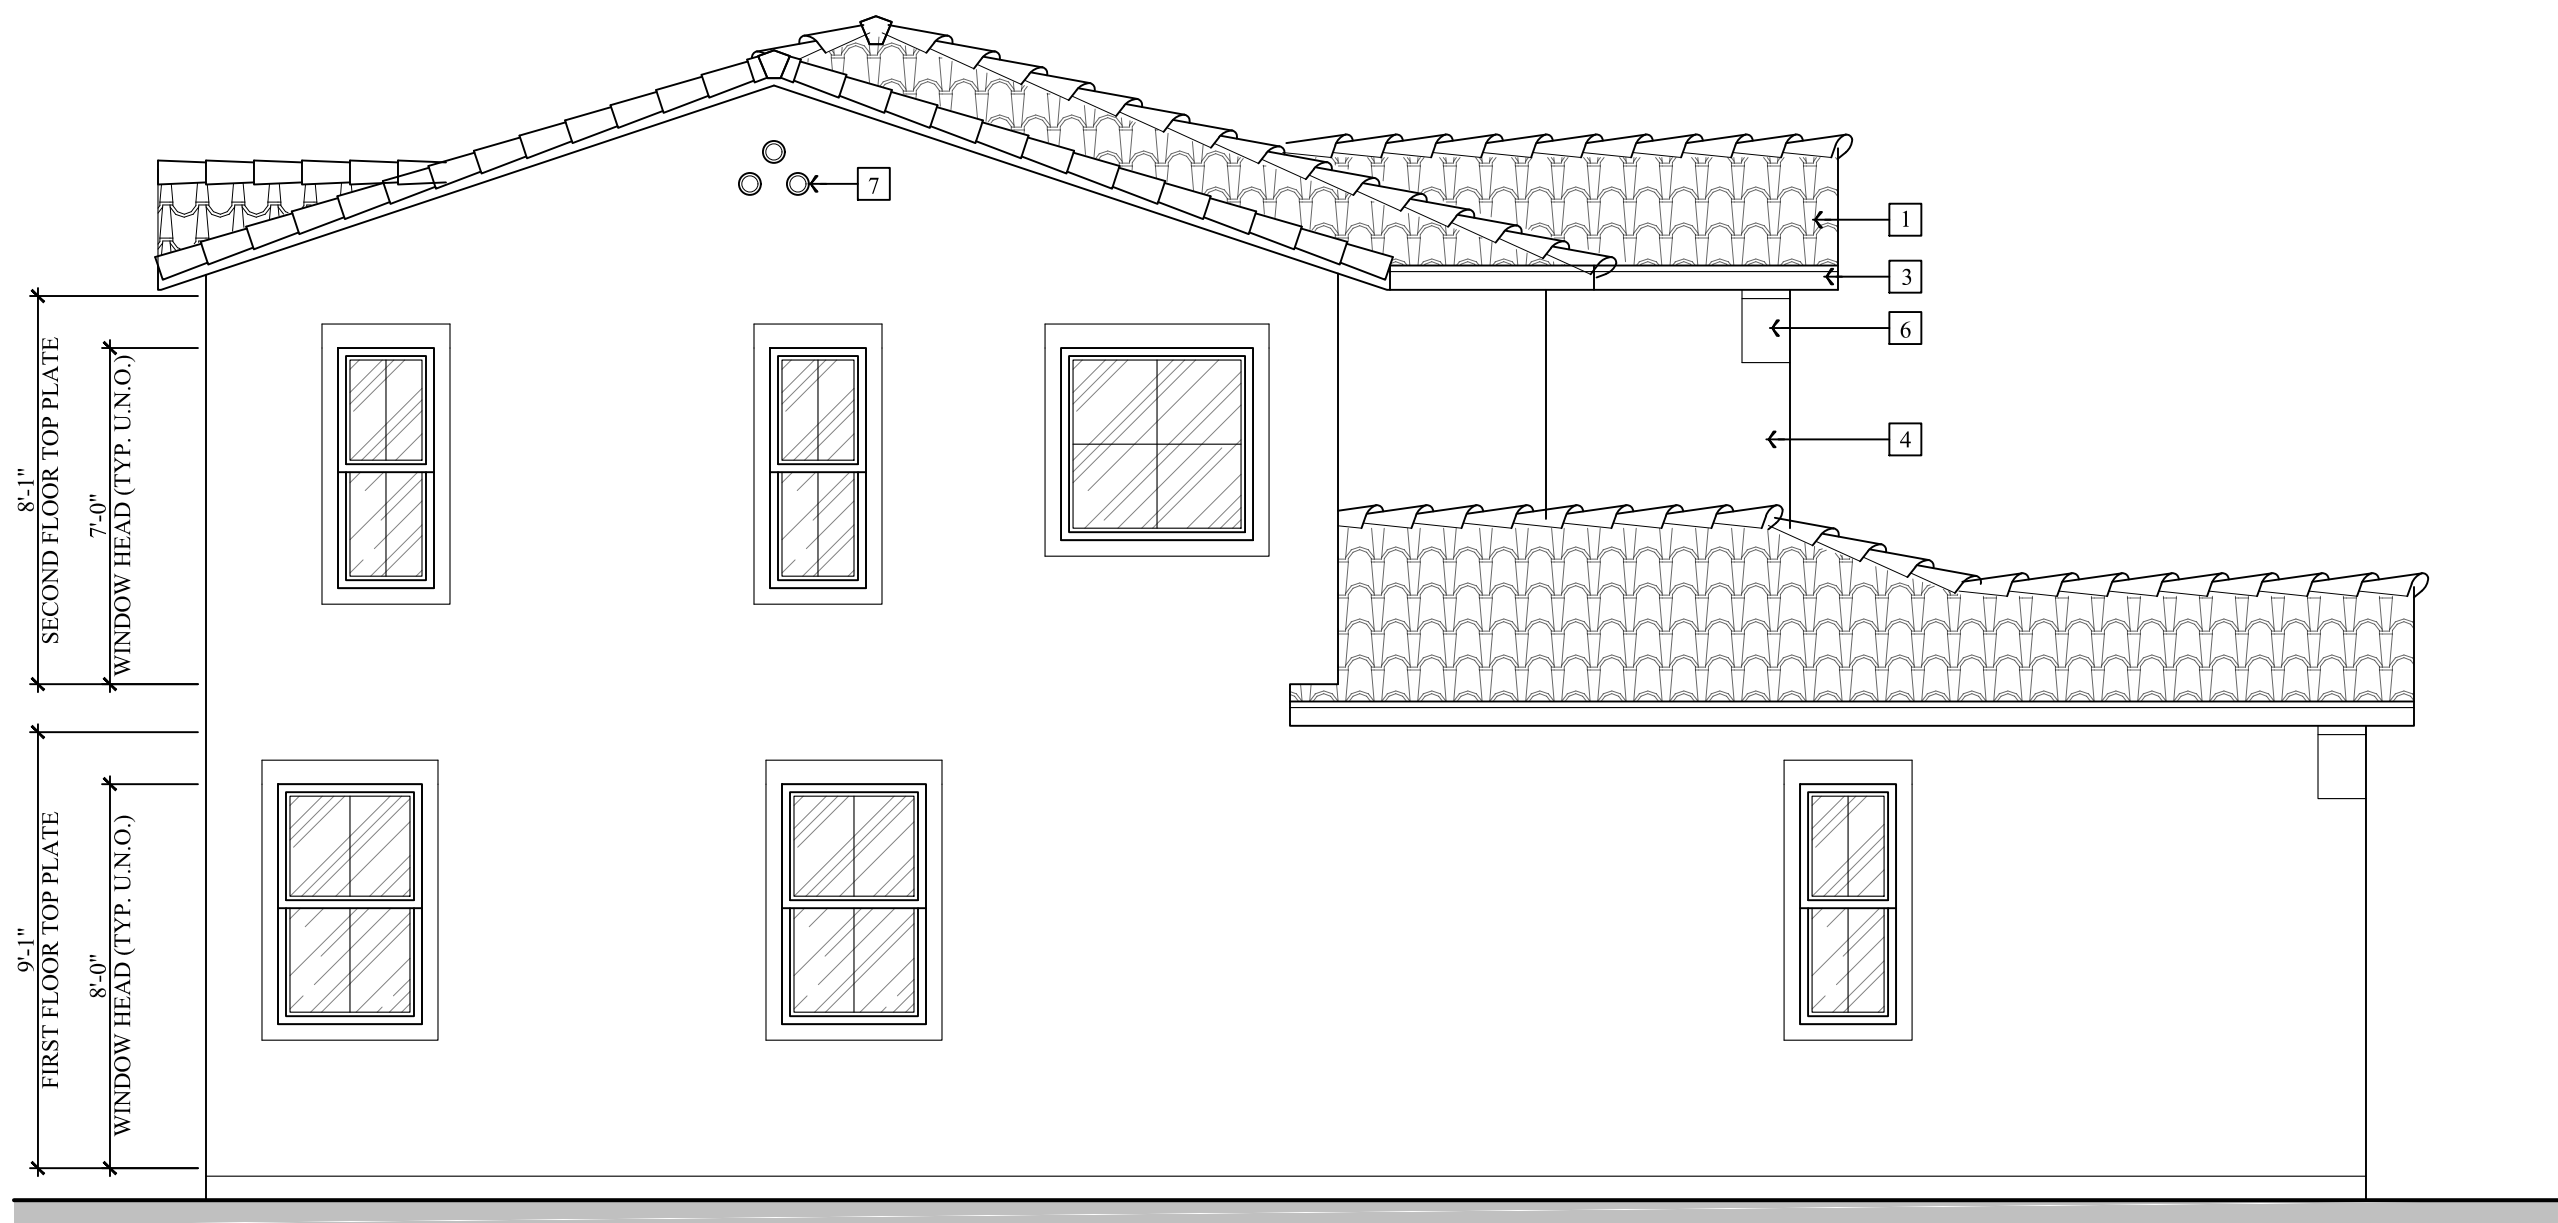 7
1
3
6
4
8'-1"
SECOND FLOOR TOP PLATE
7'-0"
WINDOW HEAD (TYP. U.N.O.)
9'-1"
FIRST FLOOR TOP PLATE
8'-0"
WINDOW HEAD (TYP. U.N.O.)